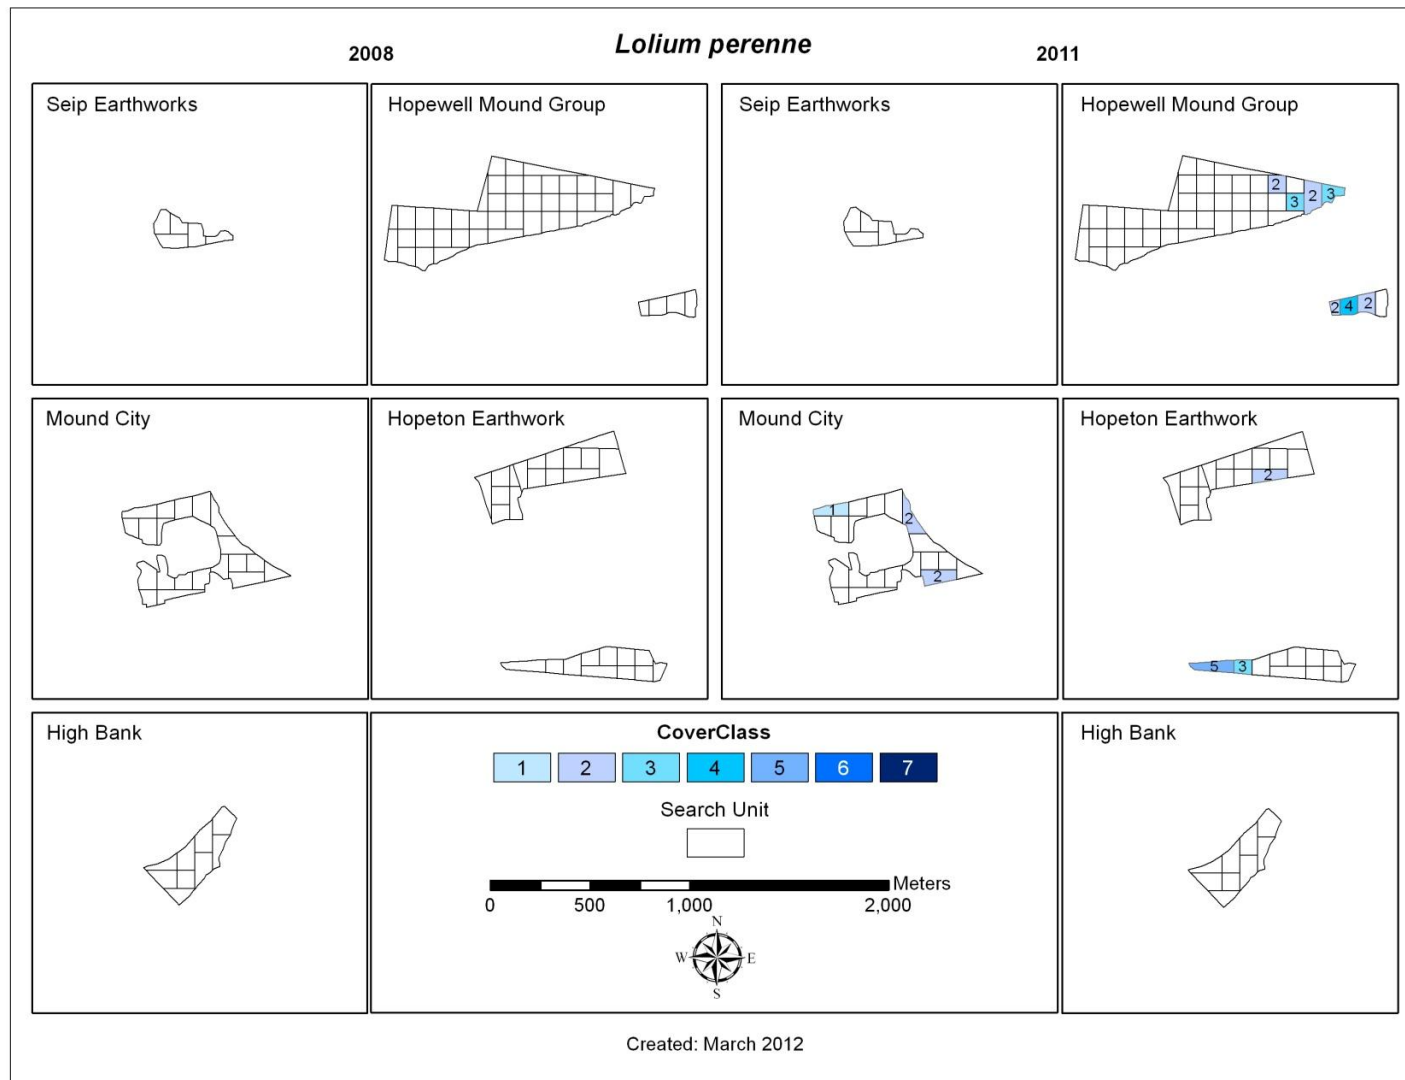 Lolium perenne
2008
2011
Seip Earthworks
Hopewell Mound Group
Seip Earthworks
Hopewell Mound Group
2
2
3
3
2
4
2
Mound City
Hopeton Earthwork
Mound City
Hopeton Earthwork
1
2
2
2
5
3
High Bank
CoverClass
1 2 3 4 5 6 7
Search Unit
Meters
0 500 1,000 2,000
N
W E
S
High Bank
Created: March 2012